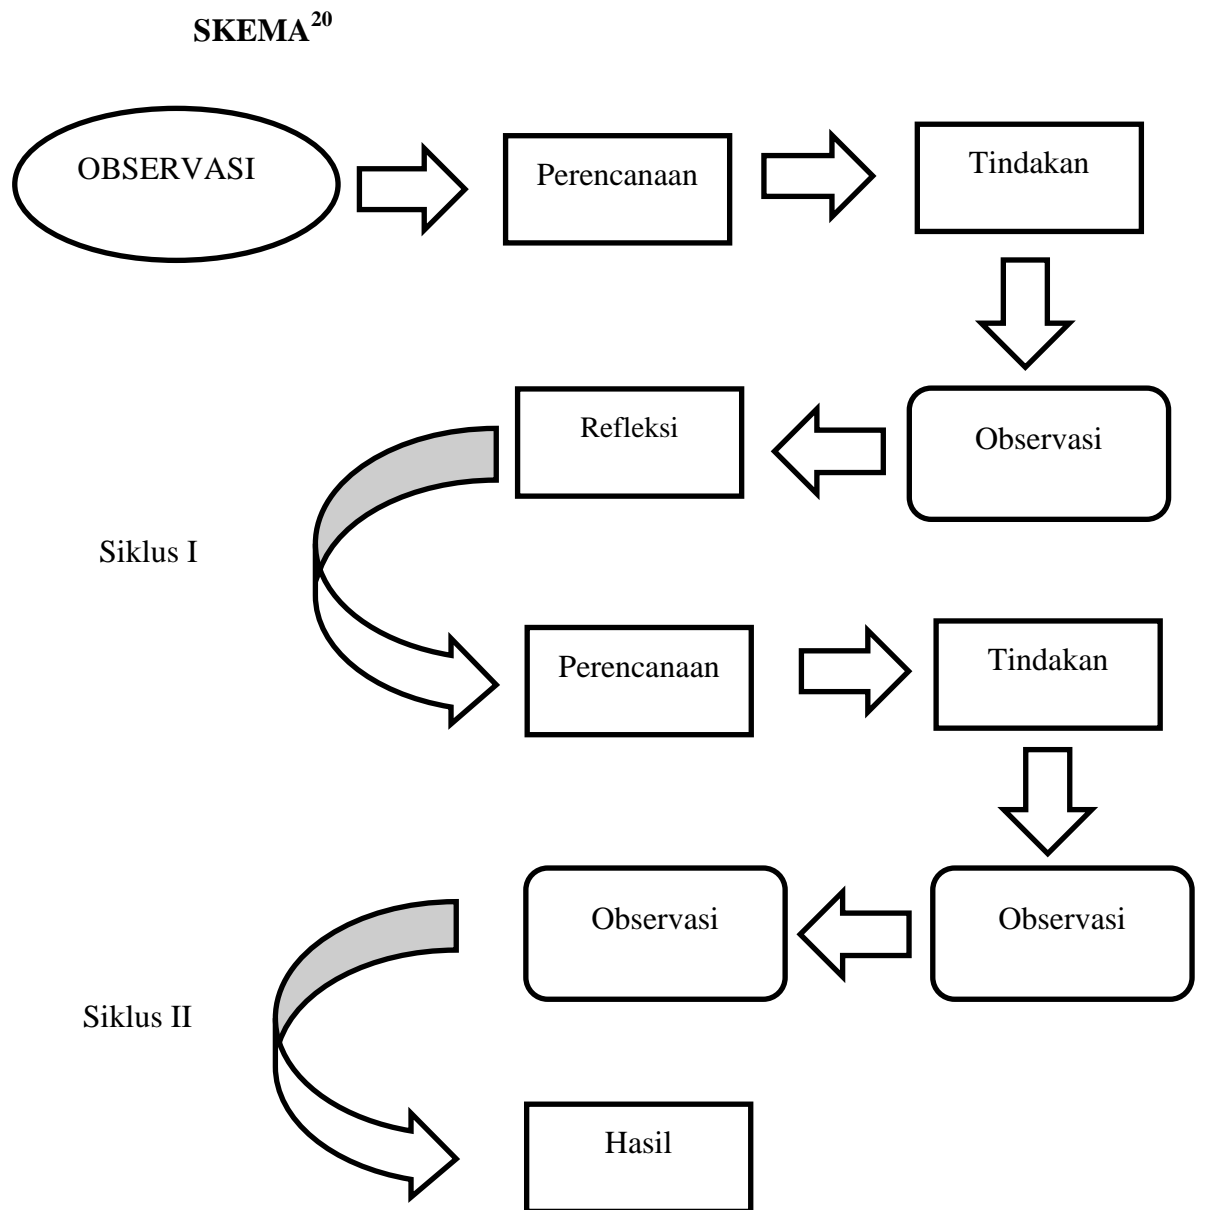 SKEMA20
OBSERVASI
Perencanaan
Tindakan
Refleksi
Observasi
Siklus I
Perencanaan
Tindakan
Observasi
Observasi
Siklus II
Hasil